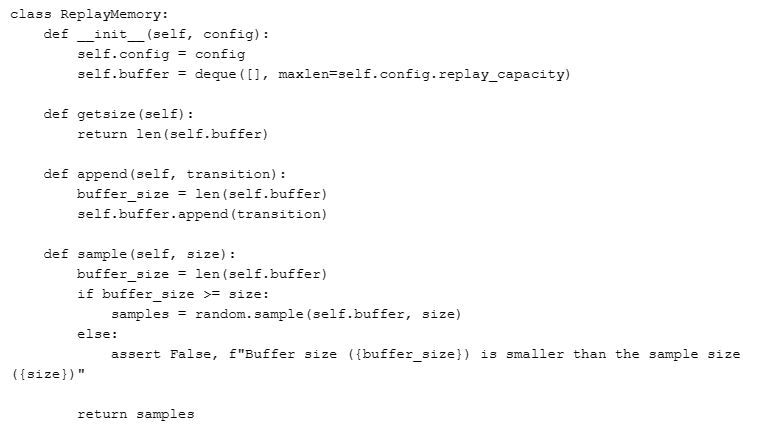 class ReplayMemory:
    def __init__(self, config):
        self.config = config
        self.buffer = deque([], maxlen=self.config.replay_capacity)

    def getsize(self):
        return len(self.buffer)

    def append(self, transition):
        buffer_size = len(self.buffer)
        self.buffer.append(transition)

    def sample(self, size):
        buffer_size = len(self.buffer)
        if buffer_size >= size:
            samples = random.sample(self.buffer, size)
        else:
            assert False, f"Buffer size ({buffer_size}) is smaller than the sample size
({size})"

        return samples